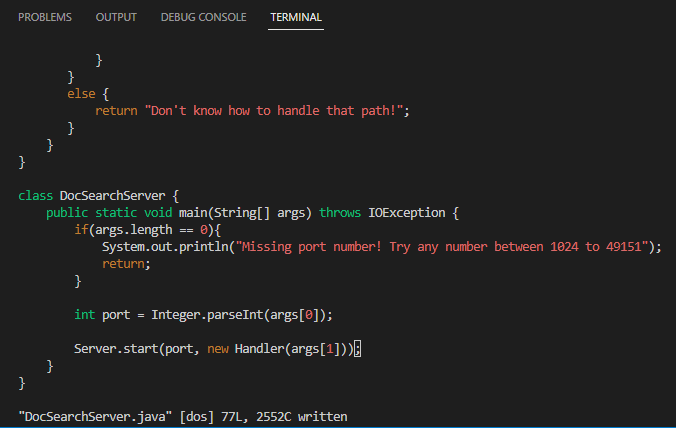 PROBLEMS OUTPUT DEBUG CONSOLE TERMINAL
}
}
else {
return "Don't know how to handle that path!";
}
}
}
class DocSearchServer {
public static void main(String[] args) throws IOException {
if(args.length == 0){
System.out.println("Missing port number! Try any number between 1024 to 49151");
return;
}
int port = Integer.parseInt(args[0]);
Server.start(port, new Handler(args[1]));
}
}
"DocSearchServer.java" [dos] 77L, 2552C written